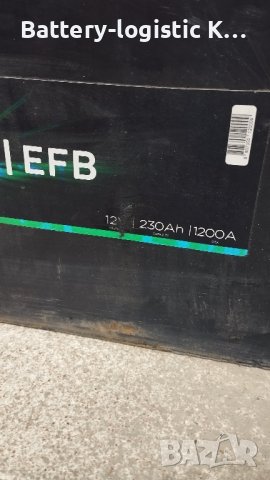 Battery-logistic K...
| EFB
12V | 230Ah | 1200A
BAZAR